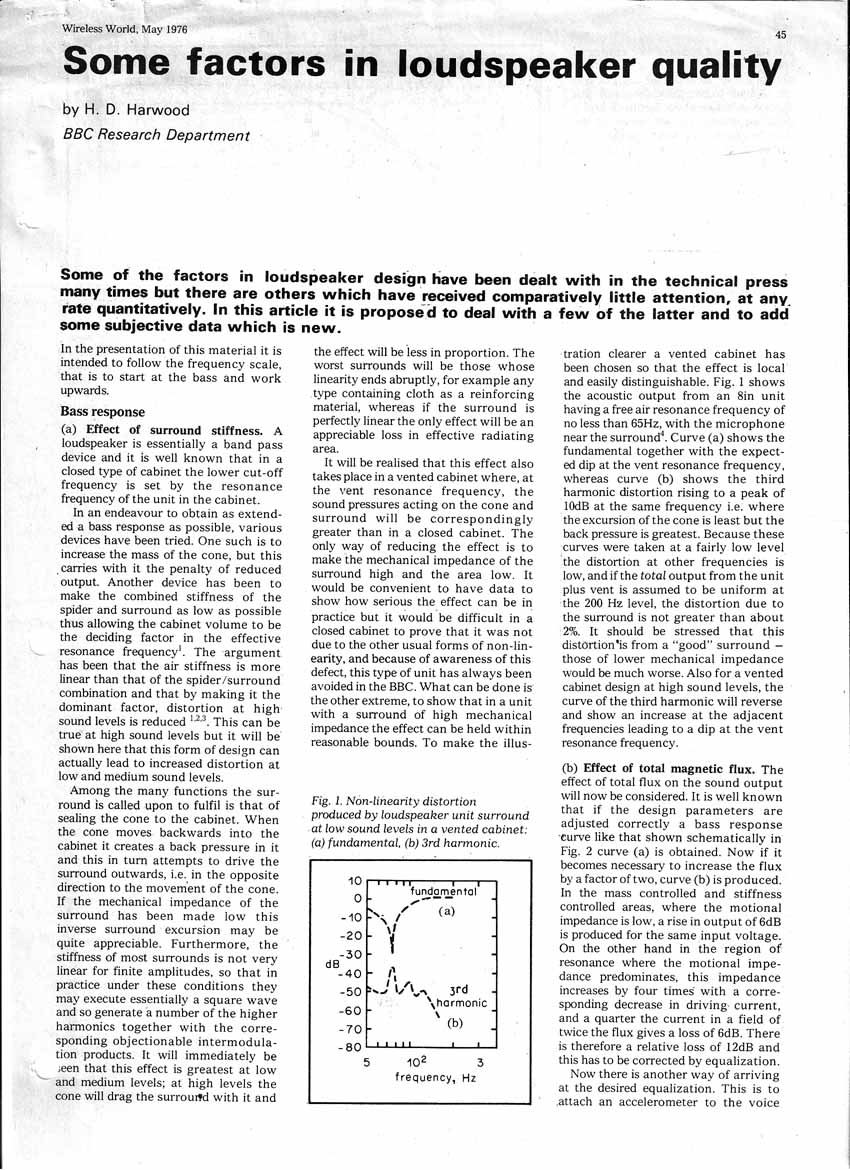 Wireless World, May 1976
45
Some factors in loudspeaker quality
by H. D. Harwood
BBC Research Department
Some of the factors in loudspeaker design have been dealt with in the technical press
many times but there are others which have received comparatively little attention, at any
rate quantitatively. In this article it is proposed to deal with a few of the latter and to add
some subjective data which is new.
In the presentation of this material it is
intended to follow the frequency scale,
that is to start at the bass and work
upwards.
Bass response
(a) Effect of surround stiffness. A
loudspeaker is essentially a band pass
device and it is well known that in a
closed type of cabinet the lower cut-off
frequency is set by the resonance
frequency of the unit in the cabinet.
In an endeavour to obtain as extend-
ed a bass response as possible, various
devices have been tried. One such is to
increase the mass of the cone, but this
carries with it the penalty of reduced
output. Another device has been to
make the combined stiffness of the
spider and surround as low as possible
thus allowing the cabinet volume to be
the deciding factor in the effective
resonance frequency1. The argument
has been that the air stiffness is more
linear than that of the spider/surround
combination and that by making it the
dominant factor, distortion at high
sound levels is reduced 1,2,3. This can be
true at high sound levels but it will be
shown here that this form of design can
actually lead to increased distortion at
low and medium sound levels.
Among the many functions the sur-
round is called upon to fulfil is that of
sealing the cone to the cabinet. When
the cone moves backwards into the
cabinet it creates a back pressure in it
and this in turn attempts to drive the
surround outwards, i.e. in the opposite
direction to the movement of the cone.
If the mechanical impedance of the
surround has been made low this
inverse surround excursion may be
quite appreciable. Furthermore, the
stiffness of most surrounds is not very
linear for finite amplitudes, so that in
practice under these conditions they
may execute essentially a square wave
and so generate a number of the higher
harmonics together with the corre-
sponding objectionable intermodula-
tion products. It will immediately be
seen that this effect is greatest at low
and medium levels; at high levels the
cone will drag the surround with it and
the effect will be less in proportion. The
worst surrounds will be those whose
linearity ends abruptly, for example any
type containing cloth as a reinforcing
material, whereas if the surround is
perfectly linear the only effect will be an
appreciable loss in effective radiating
area.
It will be realised that this effect also
takes place in a vented cabinet where, at
the vent resonance frequency, the
sound pressures acting on the cone and
surround will be correspondingly
greater than in a closed cabinet. The
only way of reducing the effect is to
make the mechanical impedance of the
surround high and the area low. It
would be convenient to have data to
show how serious the effect can be in
practice but it would be difficult in a
closed cabinet to prove that it was not
due to the other usual forms of non-lin-
earity, and because of awareness of this
defect, this type of unit has always been
avoided in the BBC. What can be done is
the other extreme, to show that in a unit
with a surround of high mechanical
impedance the effect can be held within
reasonable bounds. To make the illus-
Fig. 1. Non-linearity distortion
produced by loudspeaker unit surround
at low sound levels in a vented cabinet:
(a) fundamental, (b) 3rd harmonic.
10
0
-10
-20
-30
dB
-40
-50
-60
-70
-80
fundamental
(a)
3rd
harmonic
(b)
5 10² 3
frequency, Hz
tration clearer a vented cabinet has
been chosen so that the effect is local
and easily distinguishable. Fig. 1 shows
the acoustic output from an 8in unit
having a free air resonance frequency of
no less than 65Hz, with the microphone
near the surround4. Curve (a) shows the
fundamental together with the expect-
ed dip at the vent resonance frequency,
whereas curve (b) shows the third
harmonic distortion rising to a peak of
10dB at the same frequency i.e. where
the excursion of the cone is least but the
back pressure is greatest. Because these
curves were taken at a fairly low level
the distortion at other frequencies is
low, and if the total output from the unit
plus vent is assumed to be uniform at
the 200 Hz level, the distortion due to
the surround is not greater than about
2%. It should be stressed that this
distortion is from a "good" surround —
those of lower mechanical impedance
would be much worse. Also for a vented
cabinet design at high sound levels, the
curve of the third harmonic will reverse
and show an increase at the adjacent
frequencies leading to a dip at the vent
resonance frequency.
(b) Effect of total magnetic flux. The
effect of total flux on the sound output
will now be considered. It is well known
that if the design parameters are
adjusted correctly a bass response
curve like that shown schematically in
Fig. 2 curve (a) is obtained. Now if it
becomes necessary to increase the flux
by a factor of two, curve (b) is produced.
In the mass controlled and stiffness
controlled areas, where the motional
impedance is low, a rise in output of 6dB
is produced for the same input voltage.
On the other hand in the region of
resonance where the motional impe-
dance predominates, this impedance
increases by four times with a corre-
sponding decrease in driving current,
and a quarter the current in a field of
twice the flux gives a loss of 6dB. There
is therefore a relative loss of 12dB and
this has to be corrected by equalization.
Now there is another way of arriving
at the desired equalization. This is to
attach an accelerometer to the voice